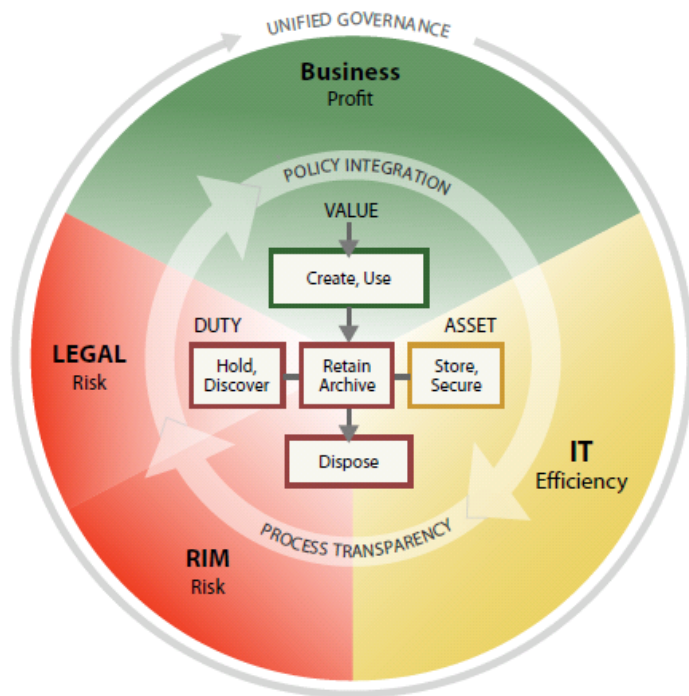 UNIFIED GOVERNANCE
Business
Profit
POLICY INTEGRATION
VALUE
Create, Use
DUTY
ASSET
LEGAL
Risk
Hold,
Discover
Retain
Archive
Store,
Secure
IT
Efficiency
Dispose
PROCESS TRANSPARENCY
RIM
Risk